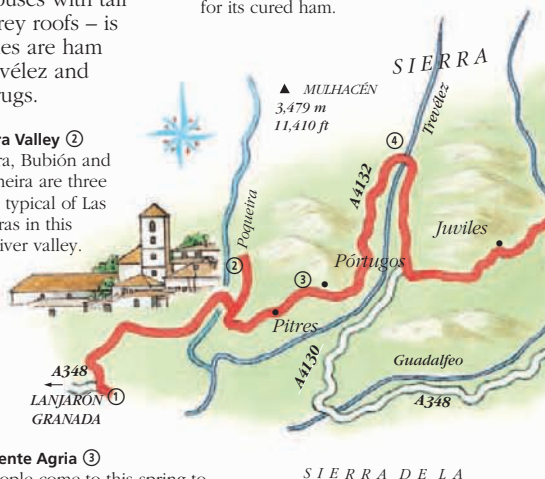 ouses with tall
rey roofs – is
es are ham
vélez and
rugs.
for its cured ham.
ra Valley ②
ra, Bubión and
neira are three
typical of Las
ras in this
iver valley.
SIERRA
▲ MULHACÉN
3,479 m
11,410 ft
Trevélez
④
A4132
Poqueira
Juviles
②
③
Pórtugos
Pitres
A4130
Guadalfeo
A348
A348
①
LANJARÓN
GRANADA
ente Agria ③
ople come to this spring to
SIERRA DE LA